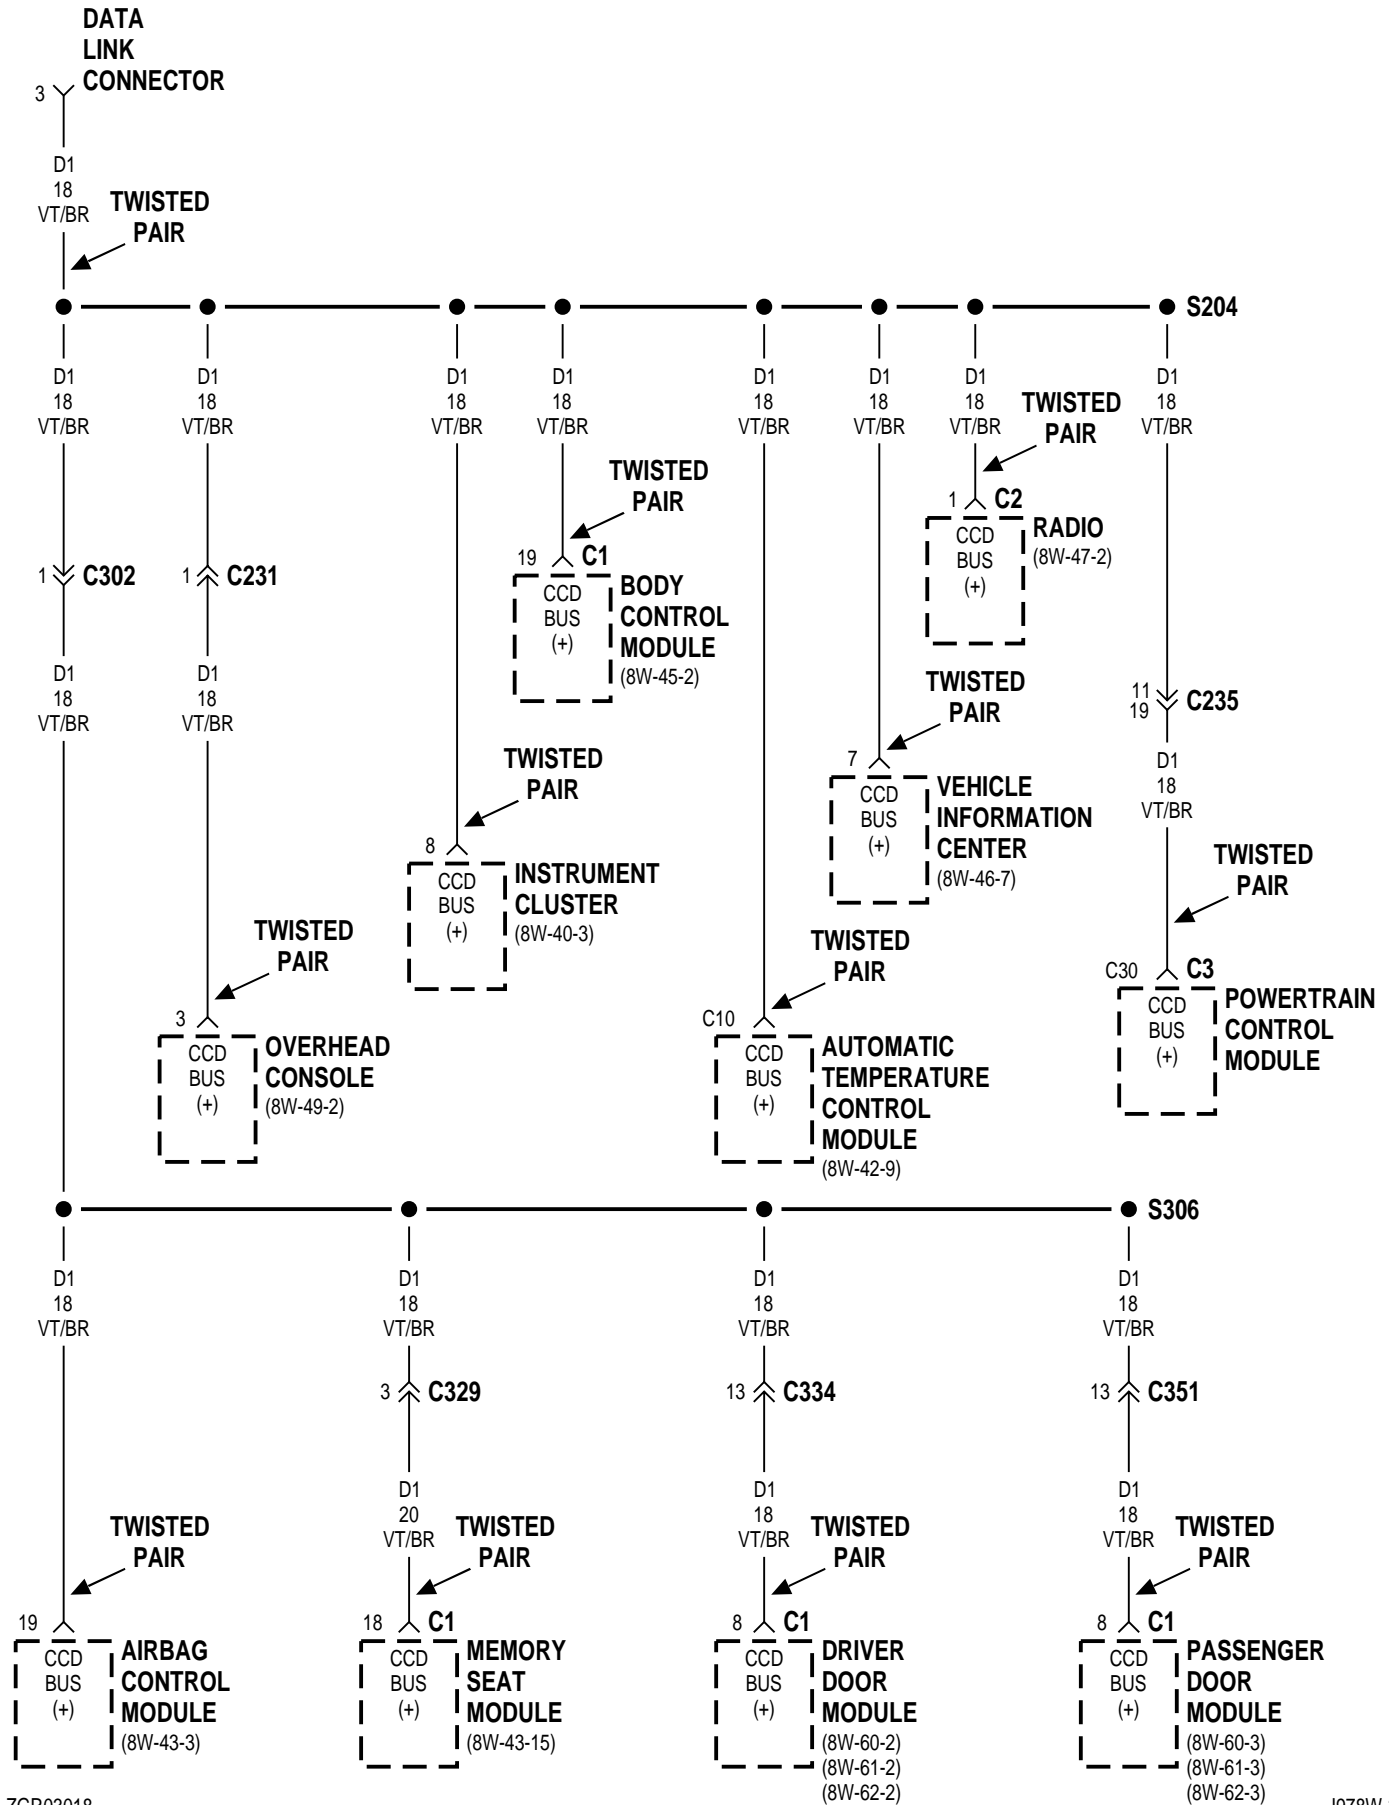 DATA
LINK
CONNECTOR
3
D1
18
VT/BR
TWISTED
PAIR
S204
D1
18
VT/BR
D1
18
VT/BR
D1
18
VT/BR
D1
18
VT/BR
D1
18
VT/BR
D1
18
VT/BR
D1
18
VT/BR
D1
18
VT/BR
TWISTED
PAIR
TWISTED
PAIR
1 C2
CCD
BUS
(+)
RADIO
(8W-47-2)
19 C1
CCD
BUS
(+)
BODY
CONTROL
MODULE
(8W-45-2)
1 C302
1 C231
D1
18
VT/BR
D1
18
VT/BR
TWISTED
PAIR
11
19
C235
D1
18
VT/BR
7
CCD
BUS
(+)
VEHICLE
INFORMATION
CENTER
(8W-46-7)
TWISTED
PAIR
8
CCD
BUS
(+)
INSTRUMENT
CLUSTER
(8W-40-3)
TWISTED
PAIR
TWISTED
PAIR
TWISTED
PAIR
C30 C3
CCD
BUS
(+)
POWERTRAIN
CONTROL
MODULE
3
CCD
BUS
(+)
OVERHEAD
CONSOLE
(8W-49-2)
C10
CCD
BUS
(+)
AUTOMATIC
TEMPERATURE
CONTROL
MODULE
(8W-42-9)
S306
D1
18
VT/BR
D1
18
VT/BR
D1
18
VT/BR
D1
18
VT/BR
3 C329
13 C334
13 C351
D1
20
VT/BR
D1
18
VT/BR
D1
18
VT/BR
TWISTED
PAIR
TWISTED
PAIR
TWISTED
PAIR
TWISTED
PAIR
19
CCD
BUS
(+)
AIRBAG
CONTROL
MODULE
(8W-43-3)
18 C1
CCD
BUS
(+)
MEMORY
SEAT
MODULE
(8W-43-15)
8 C1
CCD
BUS
(+)
DRIVER
DOOR
MODULE
(8W-60-2)
(8W-61-2)
(8W-62-2)
8 C1
CCD
BUS
(+)
PASSENGER
DOOR
MODULE
(8W-60-3)
(8W-61-3)
(8W-62-3)